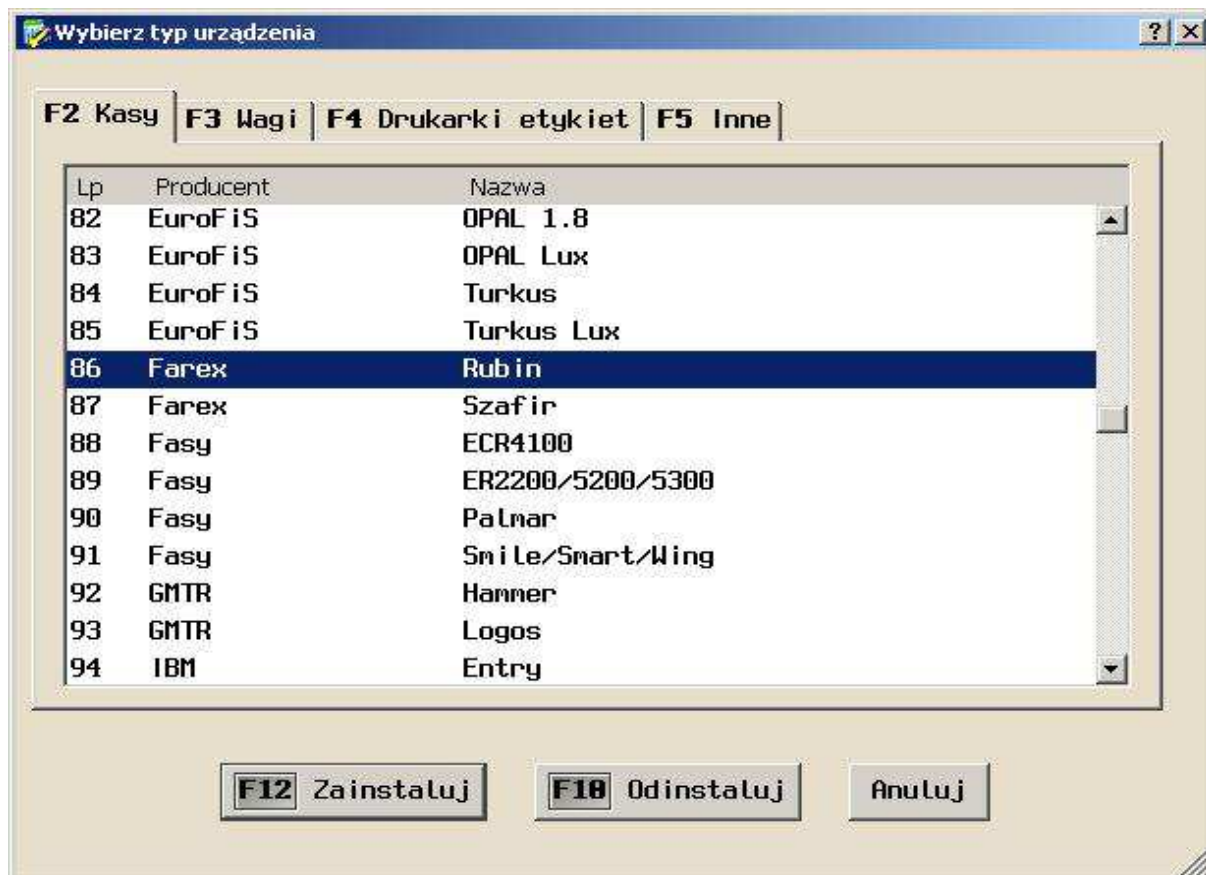 Wybierz typ urządzenia
F2 Kasy F3 Wagi F4 Drukarki etykiet F5 Inne
Lp Producent Nazwa
82 EuroFiS OPAL 1.8
83 EuroFiS OPAL Lux
84 EuroFiS Turkus
85 EuroFiS Turkus Lux
86 Farex Rubin
87 Farex Szafir
88 Fasy ECR4100
89 Fasy ER2200/5200/5300
90 Fasy Palmar
91 Fasy Smile/Smart/Wing
92 GMTR Hammer
93 GMTR Logos
94 IBM Entry
F12 Zainstaluj F10 Odinstaluj Anuluj